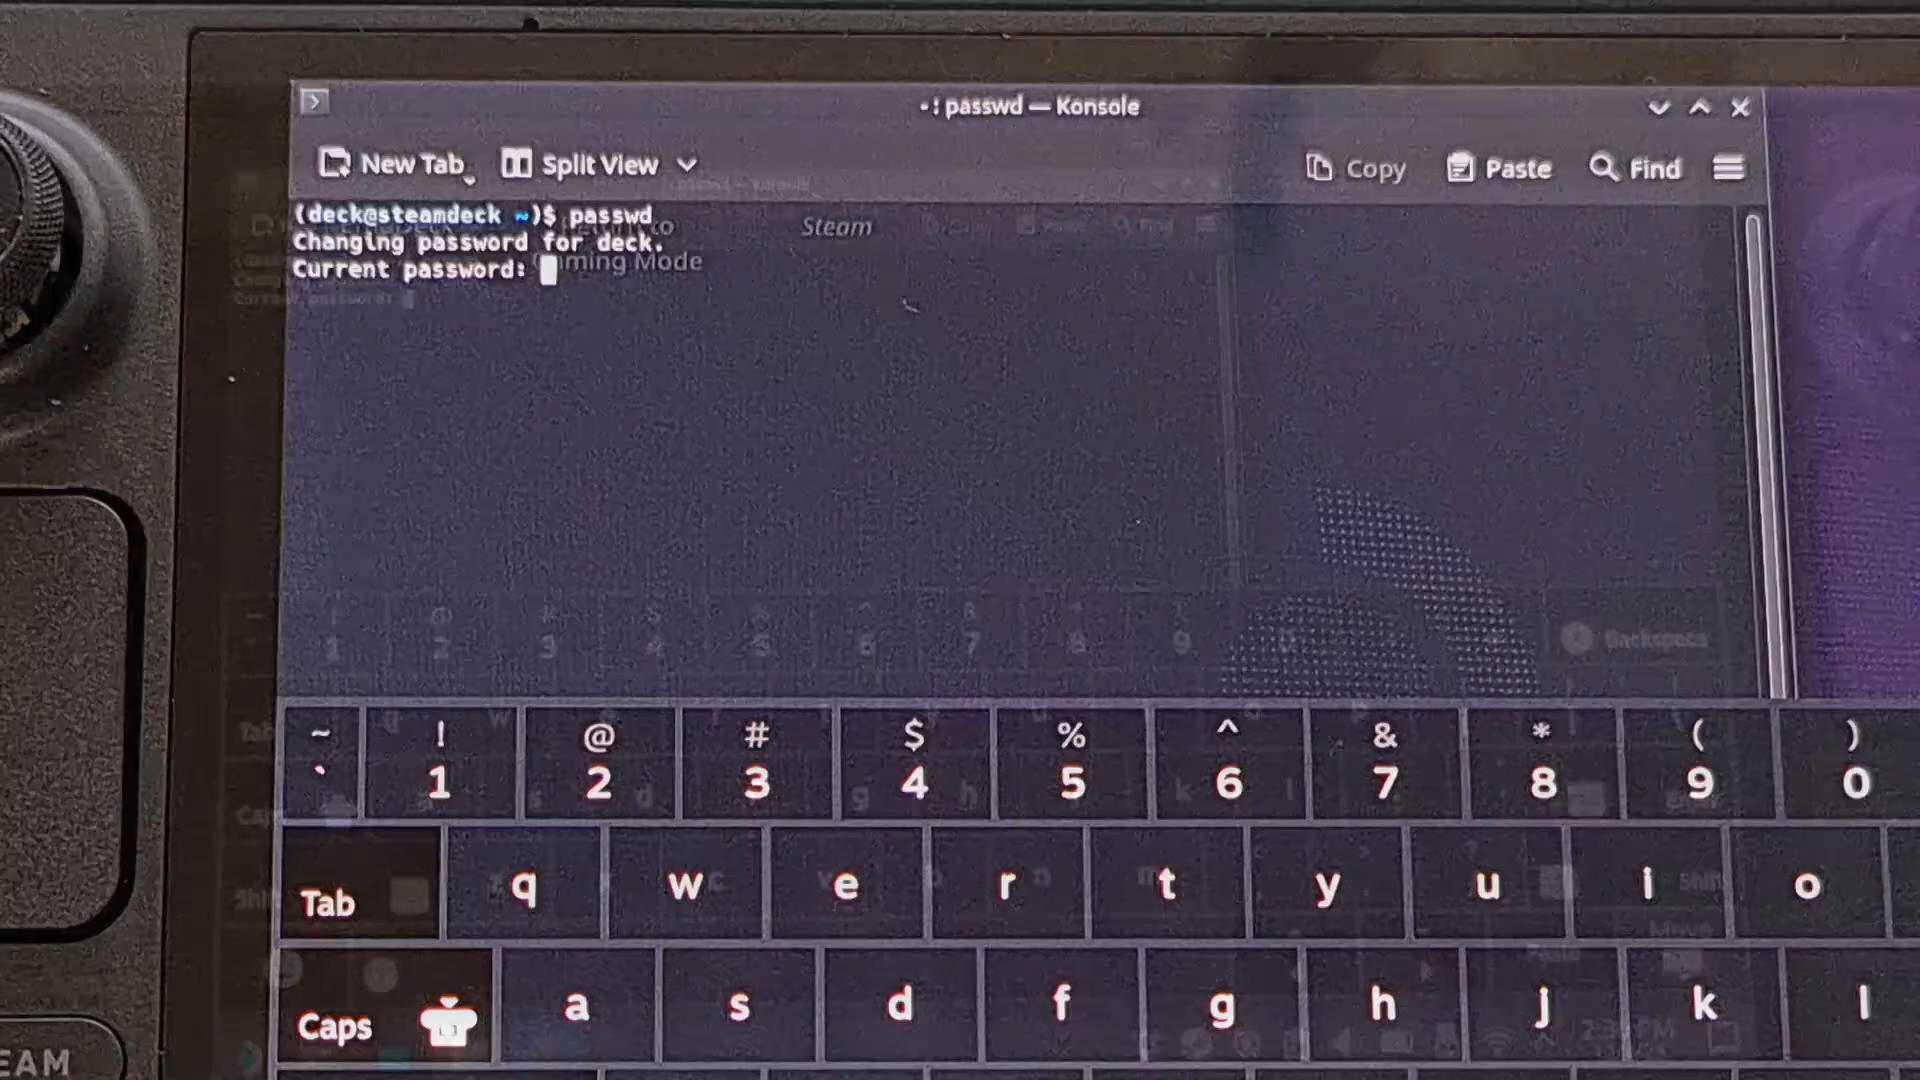 ~ : passwd — Konsole
New Tab Split View Copy Paste Find
(deck@steamdeck ~)$ passwd
Changing password for deck.
Current password:
Steam
ming Mode
Backspace
~ ! @ # $ % ^ & * ( )
` 1 2 3 4 5 6 7 8 9 0
Tab q w e r t y u i o
Caps a s d f g h j k l
EAM